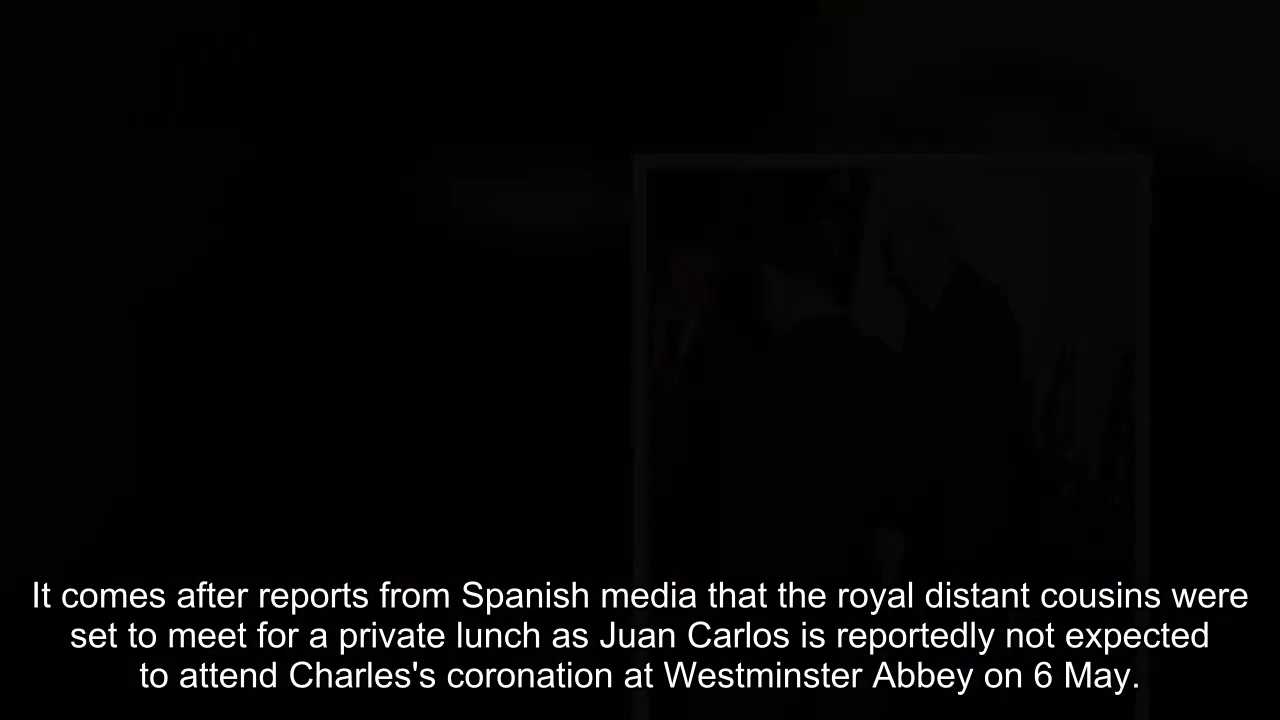 It comes after reports from Spanish media that the royal distant cousins were
set to meet for a private lunch as Juan Carlos is reportedly not expected
to attend Charles's coronation at Westminster Abbey on 6 May.